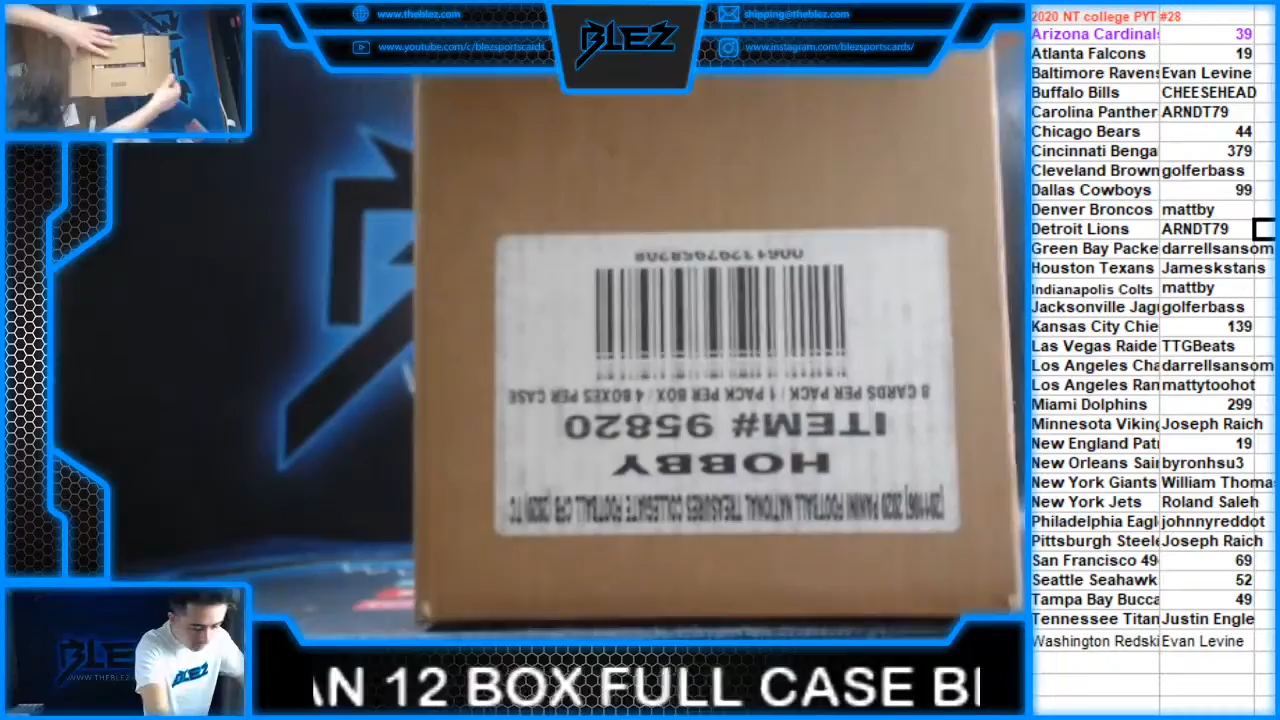 www.theblez.com
shipping@theblez.com
www.youtube.com/c/blezsportscards
www.instagram.com/blezsportscards/
BLEZ
2020 NT college PYT #28
Arizona Cardinals 39
Atlanta Falcons 19
Baltimore Ravens Evan Levine
Buffalo Bills CHEESEHEAD
Carolina Panther ARNDT79
Chicago Bears 44
Cincinnati Benga 379
Cleveland Brown golferbass
Dallas Cowboys 99
Denver Broncos mattby
Detroit Lions ARNDT79
Green Bay Packe darrellsansom
Houston Texans Jameskstans
Indianapolis Colts mattby
Jacksonville Jagu golferbass
Kansas City Chie 139
Las Vegas Raide TTGBeats
Los Angeles Cha darrellsansom
Los Angeles Ran mattytoohot
Miami Dolphins 299
Minnesota Viking Joseph Raich
New England Patr 19
New Orleans Sain byronhsu3
New York Giants William Thoma
New York Jets Roland Saleh
Philadelphia Eagl johnnyreddot
Pittsburgh Steele Joseph Raich
San Francisco 49 69
Seattle Seahawk 52
Tampa Bay Bucca 49
Tennessee Titan Justin Engle
Washington Redski Evan Levine
2020 PANINI FOOTBALL NATIONAL TREASURES COLLEGIATE FOOTBALL CFB
HOBBY
ITEM# 95820
8 CARDS PER PACK / 1 PACK PER BOX / 4 BOXES PER CASE
BLEZ
AN 12 BOX FULL CASE B